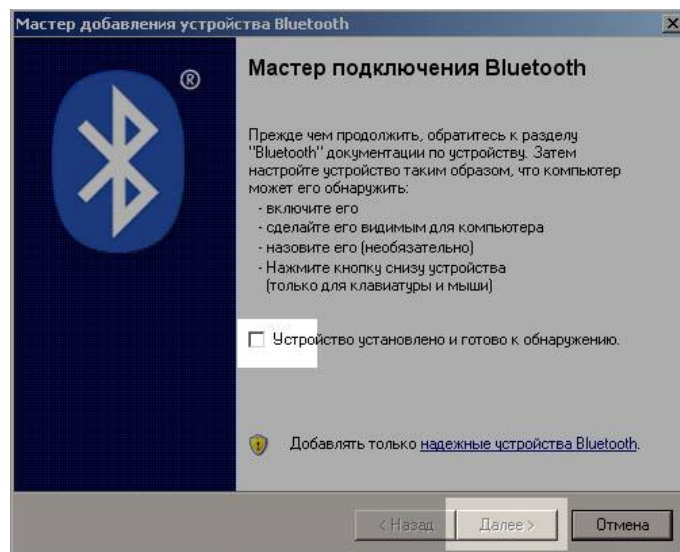 Мастер добавления устройства Bluetooth
®
Мастер подключения Bluetooth
Прежде чем продолжить, обратитесь к разделу
"Bluetooth" документации по устройству. Затем
настройте устройство таким образом, что компьютер
может его обнаружить:
- включите его
- сделайте его видимым для компьютера
- назовите его (необязательно)
- Нажмите кнопку снизу устройства
(только для клавиатуры и мыши)
Устройство установлено и готово к обнаружению.
Добавлять только надежные устройства Bluetooth.
< Назад Далее > Отмена